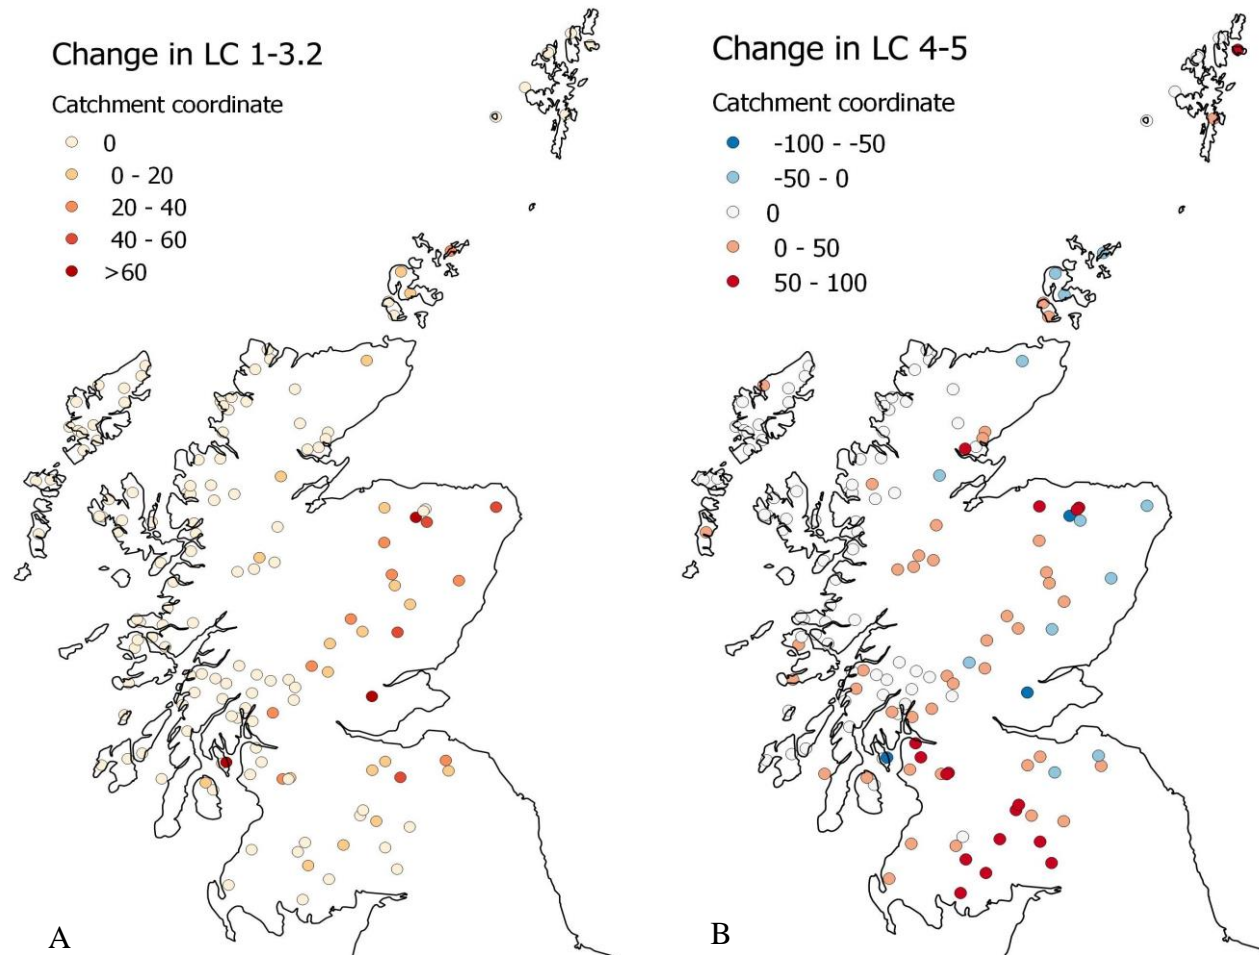 Change in LC 1-3.2
Catchment coordinate
0
0 - 20
20 - 40
40 - 60
>60
A
Change in LC 4-5
Catchment coordinate
-100 - -50
-50 - 0
0
0 - 50
50 - 100
B